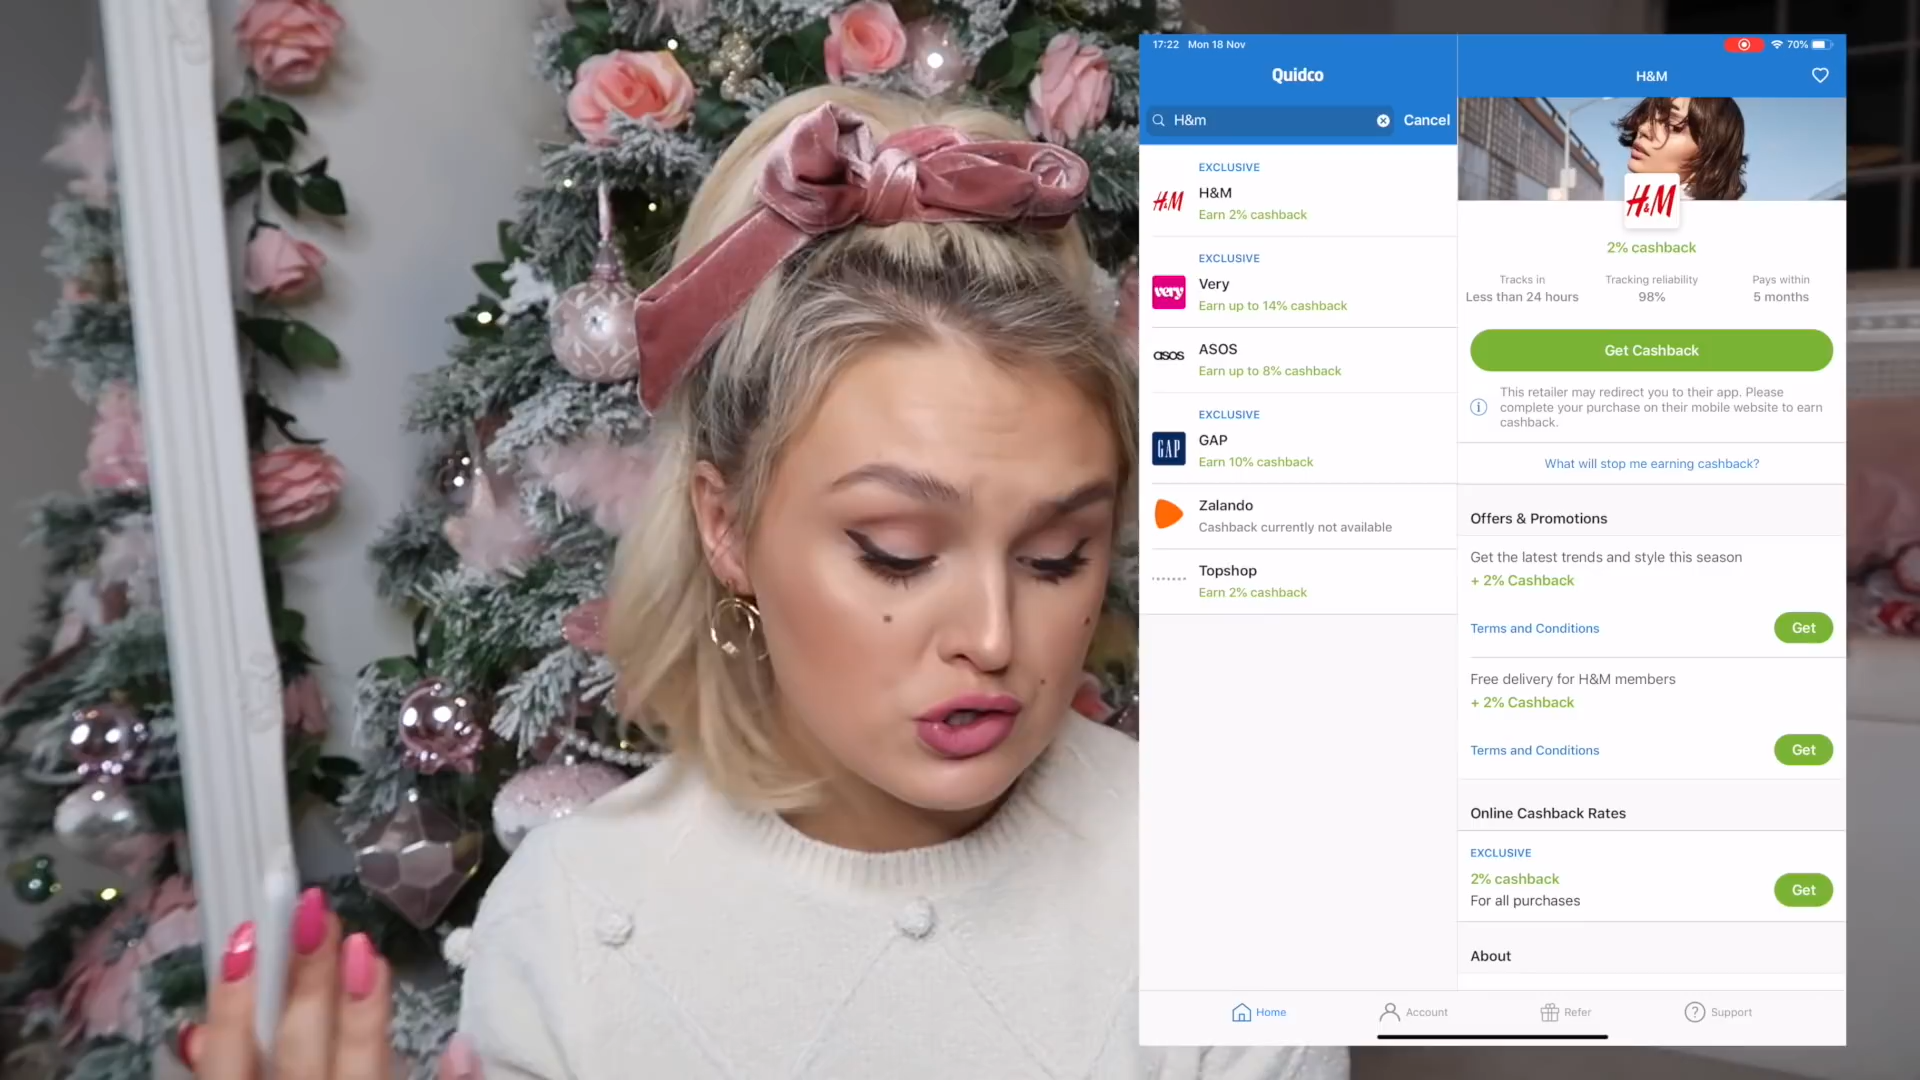 17:22 Mon 18 Nov
70%
Quidco
H&m
Cancel
EXCLUSIVE
H&M
H&M
Earn 2% cashback
EXCLUSIVE
very
Very
Earn up to 14% cashback
asos
ASOS
Earn up to 8% cashback
EXCLUSIVE
GAP
GAP
Earn 10% cashback
Zalando
Cashback currently not available
Topshop
Earn 2% cashback
H&M
H&M
2% cashback
Tracks in
Less than 24 hours
Tracking reliability
98%
Pays within
5 months
Get Cashback
This retailer may redirect you to their app. Please
complete your purchase on their mobile website to earn
cashback.
What will stop me earning cashback?
Offers & Promotions
Get the latest trends and style this season
+ 2% Cashback
Terms and Conditions
Get
Free delivery for H&M members
+ 2% Cashback
Terms and Conditions
Get
Online Cashback Rates
EXCLUSIVE
2% cashback
For all purchases
Get
About
Home
Account
Refer
Support